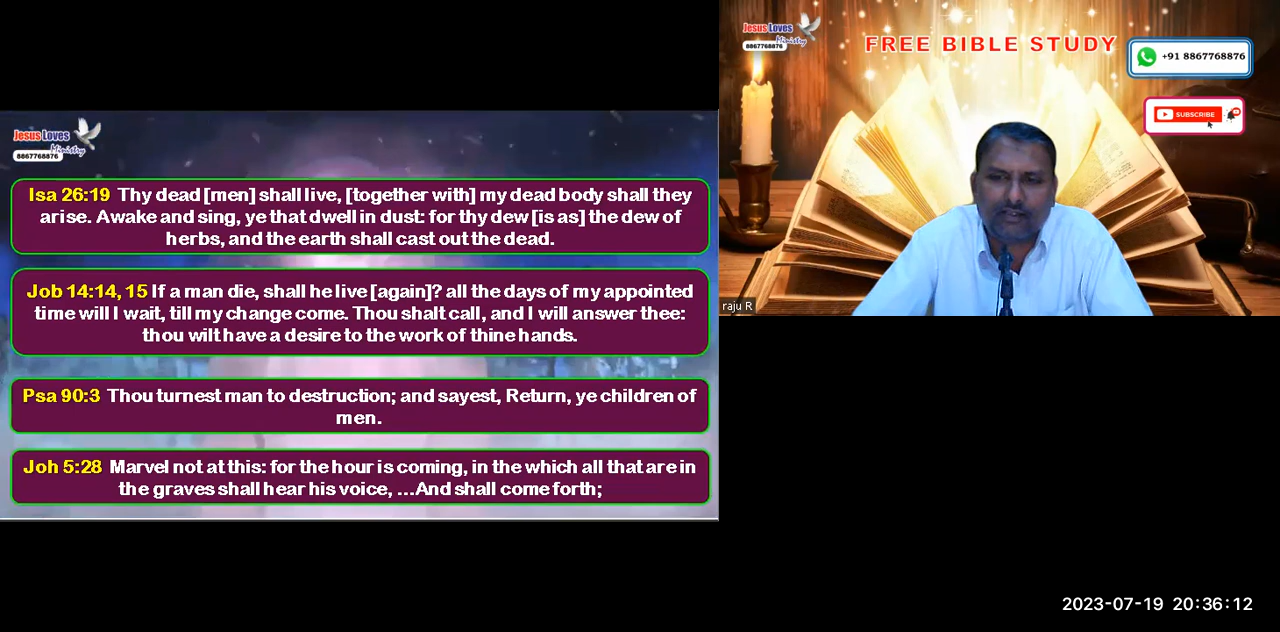 Jesus Loves
Ministry
8867768876
Isa 26:19 Thy dead [men] shall live, [together with] my dead body shall they
arise. Awake and sing, ye that dwell in dust: for thy dew [is as] the dew of
herbs, and the earth shall cast out the dead.
Job 14:14, 15 If a man die, shall he live [again]? all the days of my appointed
time will I wait, till my change come. Thou shalt call, and I will answer thee:
thou wilt have a desire to the work of thine hands.
Psa 90:3 Thou turnest man to destruction; and sayest, Return, ye children of
men.
Joh 5:28 Marvel not at this: for the hour is coming, in the which all that are in
the graves shall hear his voice, ...And shall come forth;
Jesus Loves
Ministry
8867768876
FREE BIBLE STUDY
+91 8867768876
SUBSCRIBE
raju R
2023-07-19 20:36:12